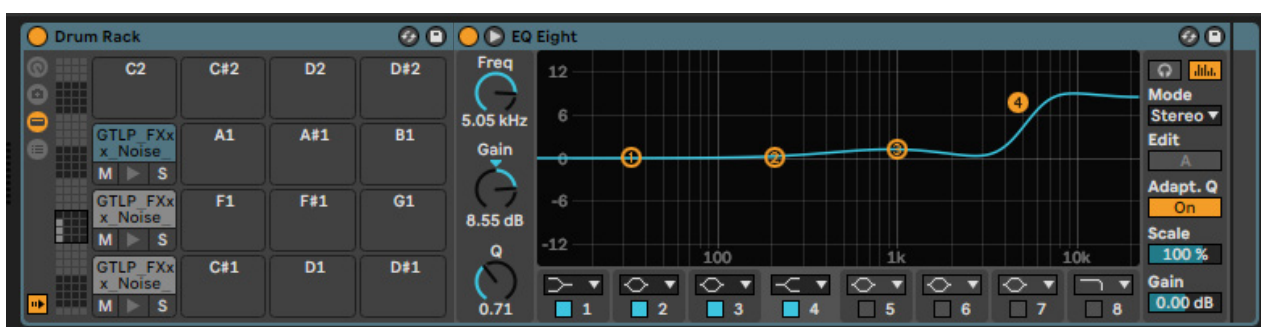 Drum Rack
C2 C#2 D2 D#2
GTLP_FXx
x_Noise_
A1 A#1 B1
M S
GTLP_FXx
x_Noise_
F1 F#1 G1
M S
GTLP_FXx
x_Noise_
C#1 D1 D#1
M S
EQ Eight
Freq
5.05 kHz
Gain
8.55 dB
Q
0.71
12
6
0
-6
-12
100 1k 10k
1 2 3 4
1 2 3 4 5 6 7 8
Mode
Stereo
Edit
A
Adapt. Q
On
Scale
100 %
Gain
0.00 dB